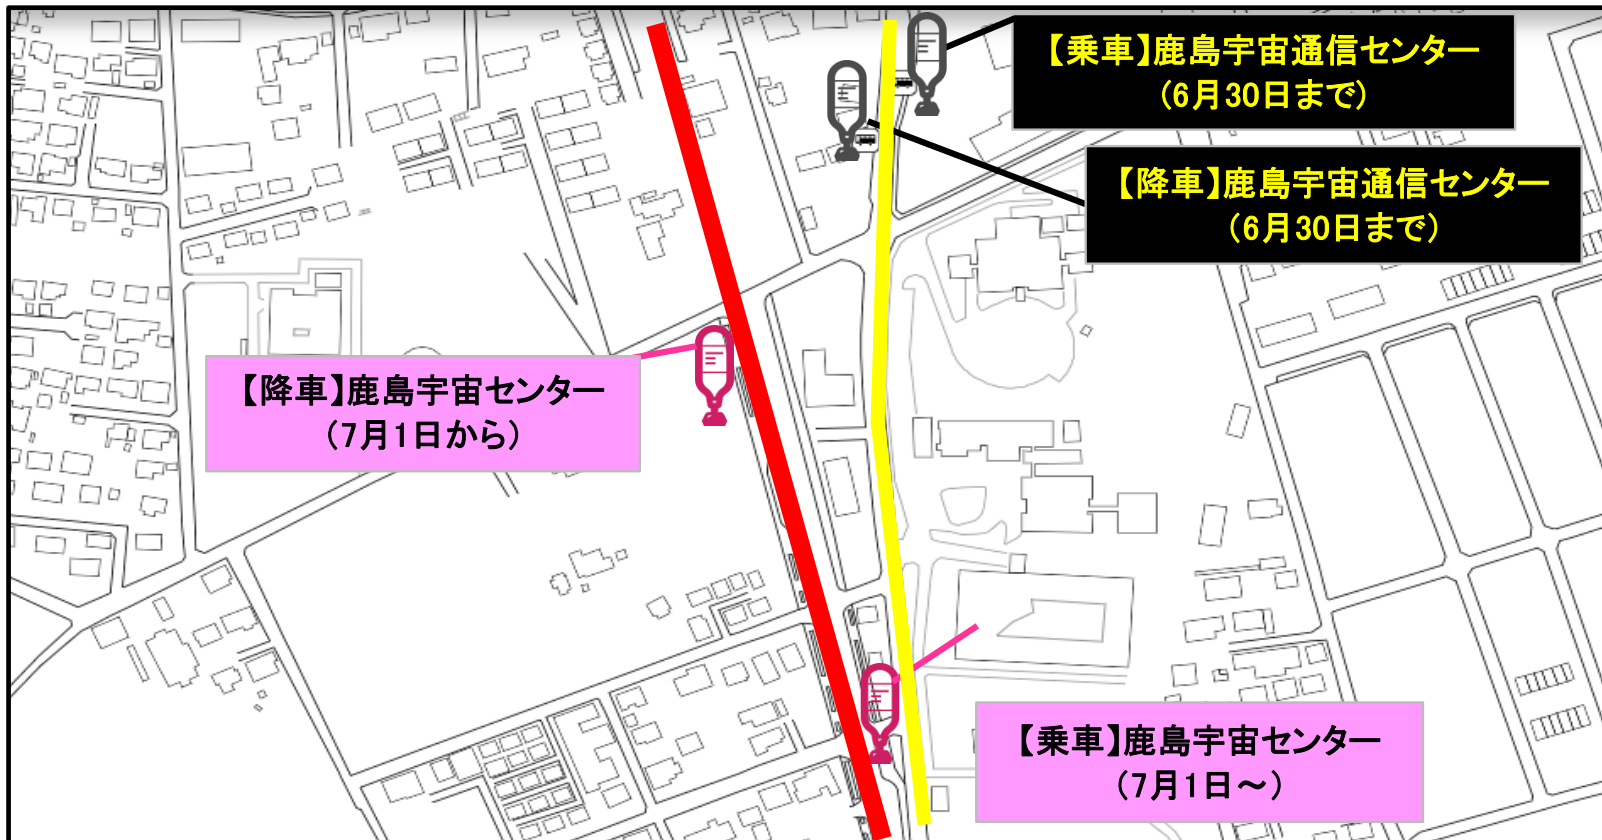 【乗車】鹿島宇宙通信センター
(6月30日まで)
【降車】鹿島宇宙通信センター
(6月30日まで)
【降車】鹿島宇宙センター
(7月1日から)
【乗車】鹿島宇宙センター
(7月1日～)